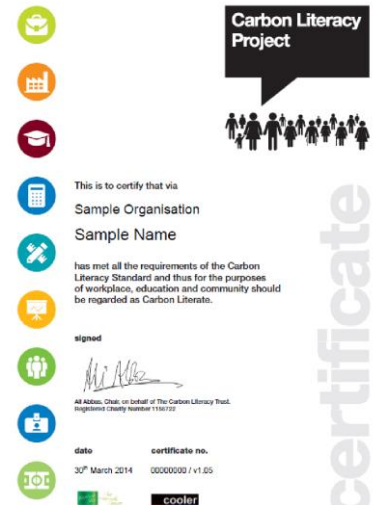 Carbon Literacy
Project
This is to certify that via
Sample Organisation
Sample Name
has met all the requirements of the Carbon
Literacy Standard and thus for the purposes
of workplace, education and community should
be regarded as Carbon Literate.
signed
Ali Abbas, Chair, on behalf of The Carbon Literacy Trust.
Registered Charity Number 1156722
date certificate no.
30th March 2014 00000000 / v1.05
cooler
certificate